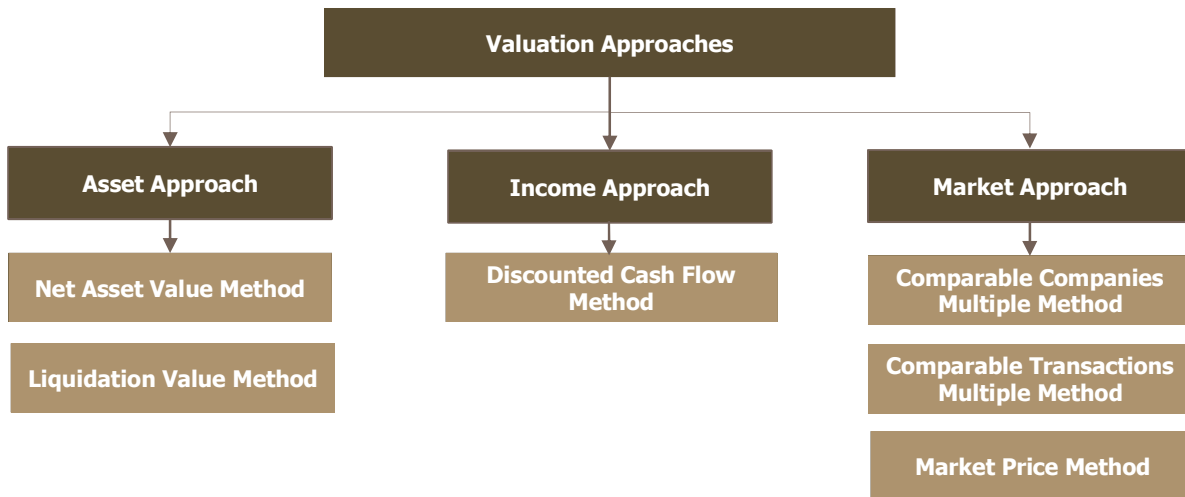 Valuation Approaches
Asset Approach
Income Approach
Market Approach
Net Asset Value Method
Discounted Cash Flow
Method
Comparable Companies
Multiple Method
Liquidation Value Method
Comparable Transactions
Multiple Method
Market Price Method